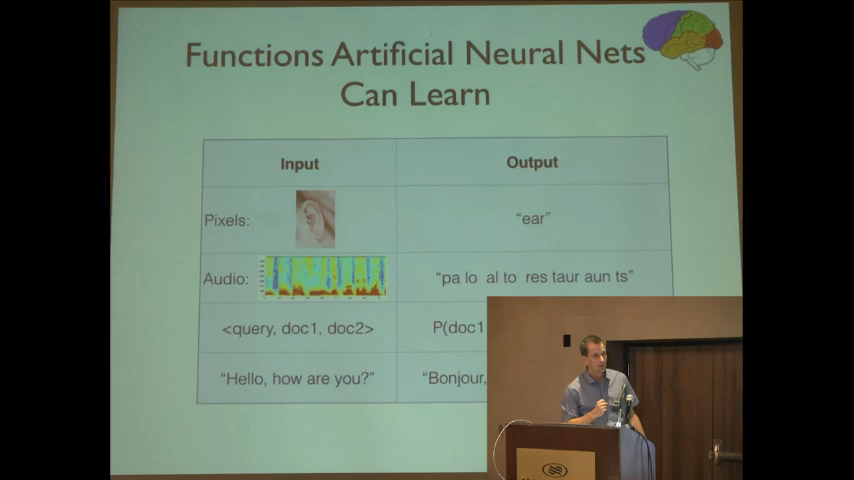 Functions Artificial Neural Nets
Can Learn
Input Output
Pixels: "ear"
Audio: "pa lo al to res taur aun ts"
<query, doc1, doc2> P(doc1
"Hello, how are you?" "Bonjour,